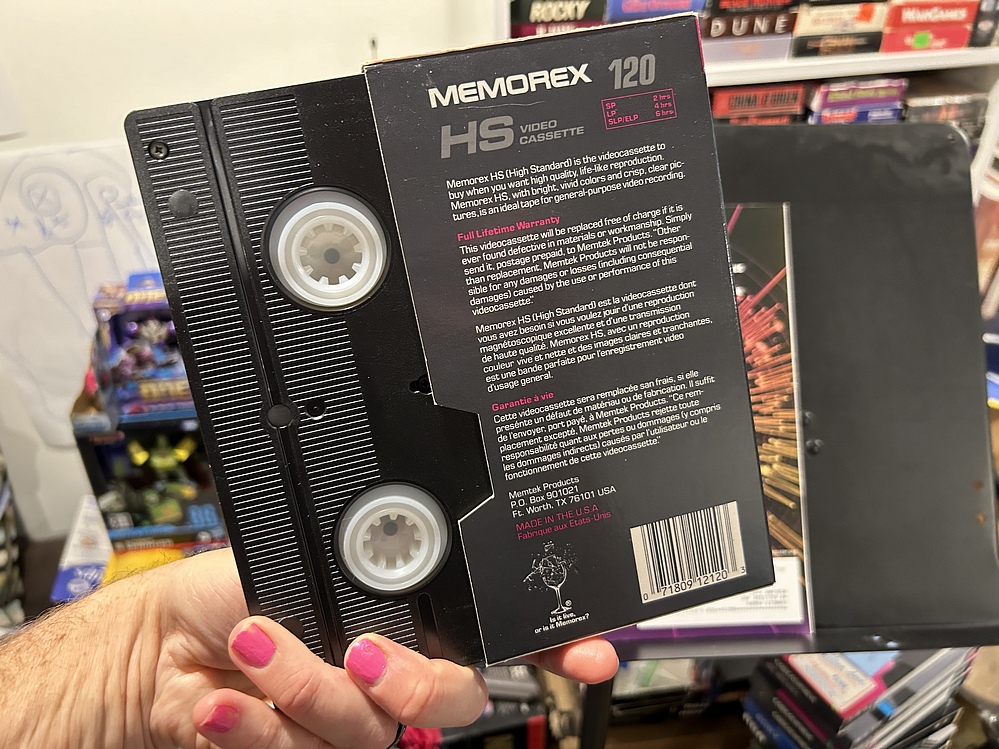 ROCKY
DUNE
WARGAMES
MEMOREX 120
SP 2 hrs
LP 4 hrs
SLP/ELP 6 hrs
HS VIDEO
CASSETTE
Memorex HS (High Standard) is the videocassette to
buy when you want high quality, life-like reproduction.
Memorex HS, with bright, vivid colors and crisp, clear pic-
tures, is an ideal tape for general-purpose video recording.
Full Lifetime Warranty
This videocassette will be replaced free of charge if it is
ever found defective in materials or workmanship. Simply
send it, postage prepaid, to Memtek Products. "Other
than replacement, Memtek Products will not be respon-
sible for any damages or losses (including consequential
damages) caused by the use or performance of this
videocassette."
Memorex HS (High Standard) est la videocassette dont
vous avez besoin si vous voulez jouir d'une reproduction
magnétoscopique excellente et d'une transmission
de haute qualité. Memorex HS, avec un reproduction
couleur vive et nette et des images claires et tranchantes,
est une bande parfaite pour l'enregistrement video
d'usage general.
Garantie à vie
Cette videocassette sera remplacée san frais, si elle
presénte un défaut de matériau ou de fabrication. Il suffit
de l'envoyer, port payé, à Memtek Products. "Ce rem-
placement excepté, Memtek Products rejette toute
responsabilité quant aux pertes ou dommages (y compris
les dommages indirects) causés par l'utilisateur ou le
fonctionnement de cette videocassette."
Memtek Products
P.O. Box 901021
Ft. Worth, TX 76101 USA
MADE IN THE U.S.A
Fabrique aux Etats-Unis
Is it live,
or is it Memorex?
0 71809 12120 3